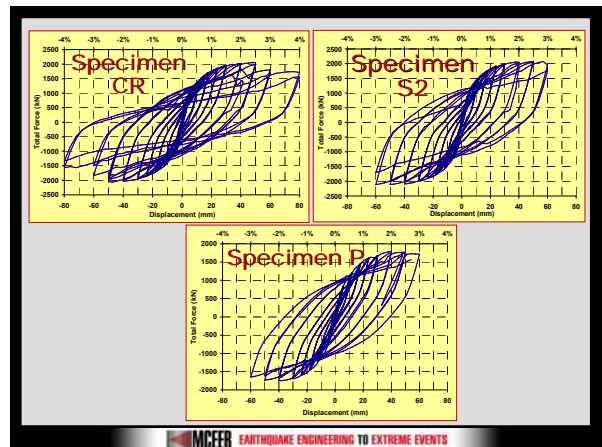 -4% -3% -2% -1% 0% 1% 2% 3% 4%
Specimen
CR
2500
2000
1500
1000
500
0
-500
-1000
-1500
-2000
-2500
Total Force (kN)
-80 -60 -40 -20 0 20 40 60 80
Displacement (mm)
-4% -3% -2% -1% 0% 1% 2% 3% 4%
Specimen
S2
2500
2000
1500
1000
500
0
-500
-1000
-1500
-2000
-2500
Total Force (kN)
-80 -60 -40 -20 0 20 40 60 80
Displacement (mm)
-4% -3% -2% -1% 0% 1% 2% 3% 4%
Specimen P
2000
1500
1000
500
0
-500
-1000
-1500
-2000
Total Force (kN)
-80 -60 -40 -20 0 20 40 60 80
Displacement (mm)
MCEER EARTHQUAKE ENGINEERING TO EXTREME EVENTS